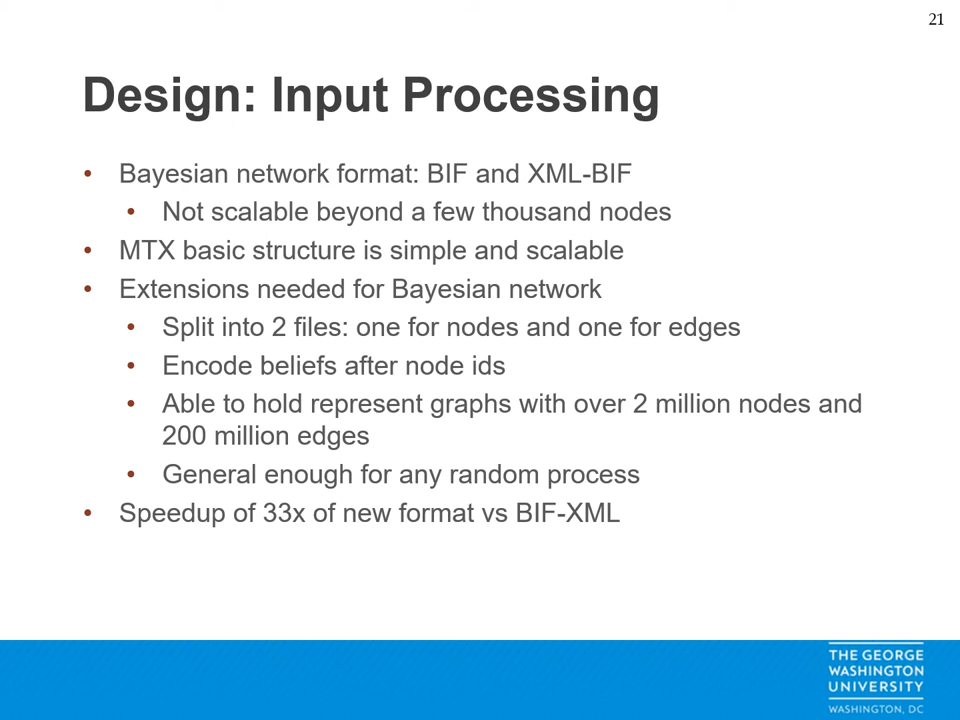 21
Design: Input Processing
• Bayesian network format: BIF and XML-BIF
• Not scalable beyond a few thousand nodes
• MTX basic structure is simple and scalable
• Extensions needed for Bayesian network
• Split into 2 files: one for nodes and one for edges
• Encode beliefs after node ids
• Able to hold represent graphs with over 2 million nodes and
200 million edges
• General enough for any random process
• Speedup of 33x of new format vs BIF-XML
THE GEORGE
WASHINGTON
UNIVERSITY
WASHINGTON, DC